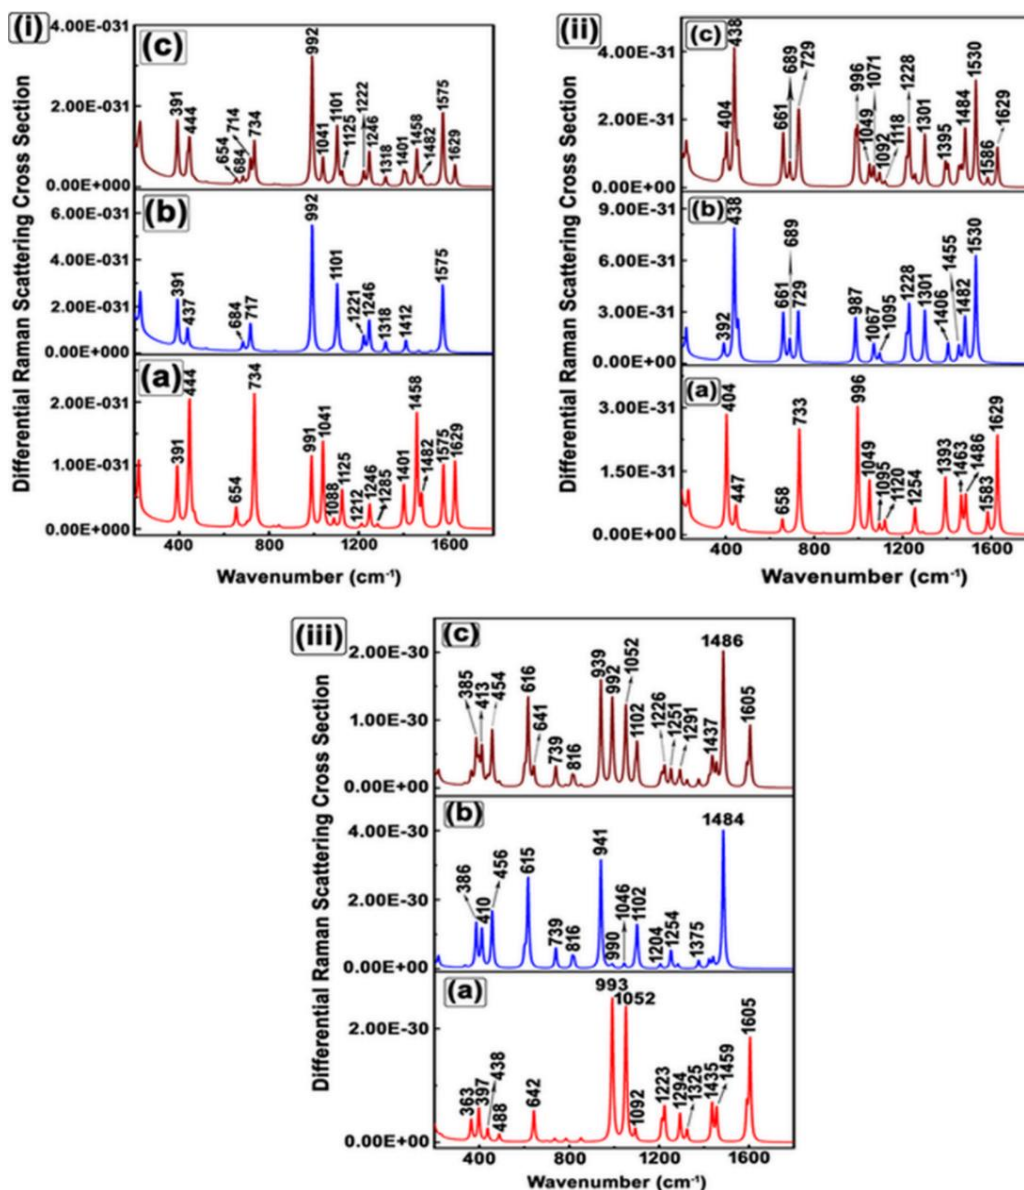 (i)
Differential Raman Scattering Cross Section
(c)
4.00E-031
2.00E-031
0.00E+000
391
444
654
684
714
734
992
1041
1101
1125
1222
1246
1318
1401
1458
1482
1575
1629
(b)
6.00E-031
4.00E-031
2.00E-031
0.00E+000
391
437
684
717
992
1101
1221
1246
1318
1412
1575
(a)
2.00E-031
1.00E-031
0.00E+000
391
444
654
734
991
1041
1088
1125
1212
1246
1285
1401
1458
1482
1575
1629
400 800 1200 1600
Wavenumber (cm⁻¹)
(ii)
Differential Raman Scattering Cross Section
(c)
4.00E-31
2.00E-31
0.00E+00
404
438
661
689
729
996
1049
1071
1092
1118
1228
1301
1395
1484
1530
1586
1629
(b)
9.00E-31
6.00E-31
3.00E-31
0.00E+00
392
438
661
689
729
987
1067
1095
1228
1301
1406
1455
1482
1530
(a)
3.00E-31
1.50E-31
0.00E+00
404
447
658
733
996
1049
1095
1120
1254
1393
1463
1486
1583
1629
400 800 1200 1600
Wavenumber (cm⁻¹)
(iii)
Differential Raman Scattering Cross Section
(c)
2.00E-30
1.00E-30
0.00E+00
385
413
454
616
641
739
816
939
992
1052
1102
1226
1251
1291
1437
1486
1605
(b)
4.00E-30
2.00E-30
0.00E+00
386
410
456
615
739
816
941
990
1046
1102
1204
1254
1375
1484
(a)
2.00E-30
0.00E+00
363
397
438
488
642
993
1052
1092
1223
1294
1325
1435
1459
1605
400 800 1200 1600
Wavenumber (cm⁻¹)